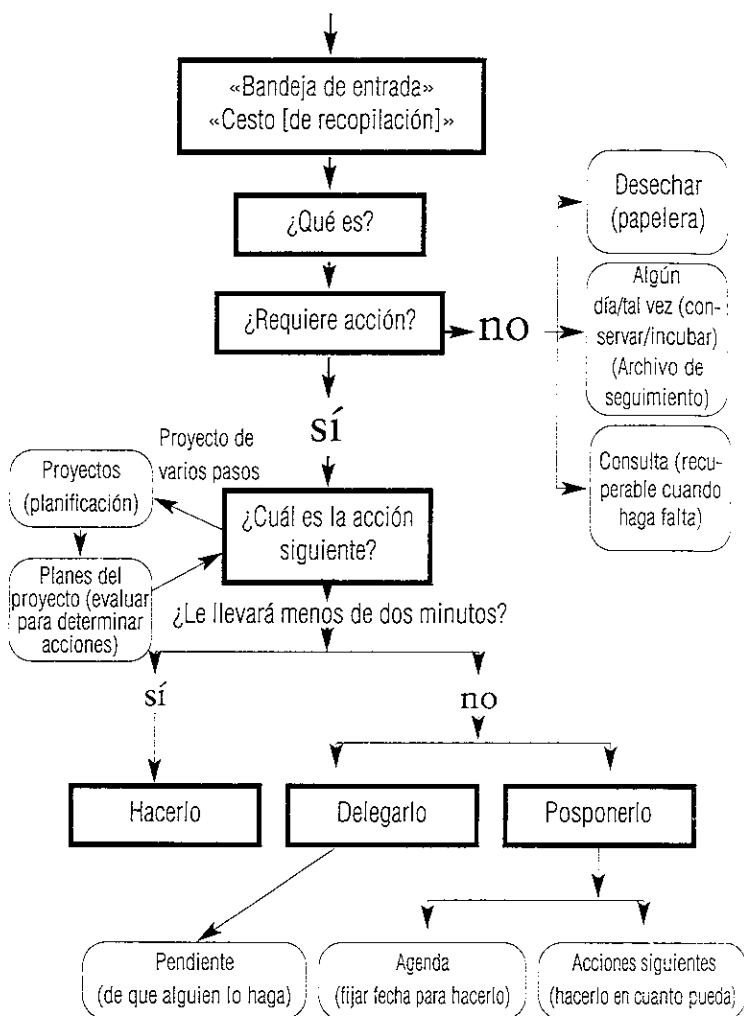 «Bandeja de entrada»
«Cesto [de recopilación]»
¿Qué es?
¿Requiere acción?
no
Desechar
(papelera)
Algún
día/tal vez (con-
servar/incubar)
(Archivo de
seguimiento)
Consulta (recu-
perable cuando
haga falta)
sí
Proyecto de
varios pasos
Proyectos
(planificación)
¿Cuál es la acción
siguiente?
Planes del
proyecto (evaluar
para determinar
acciones)
¿Le llevará menos de dos minutos?
sí
no
Hacerlo
Delegarlo
Posponerlo
Pendiente
(de que alguien lo haga)
Agenda
(fijar fecha para hacerlo)
Acciones siguientes
(hacerlo en cuanto pueda)